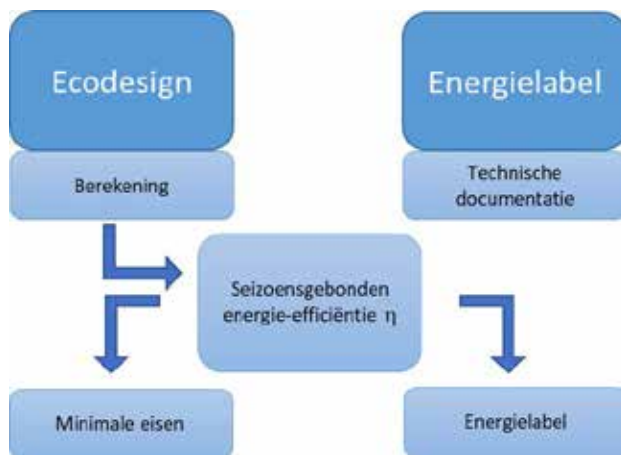 Ecodesign
Energielabel
Berekening
Technische
documentatie
Seizoensgebonden
energie-efficiëntie η
Minimale eisen
Energielabel